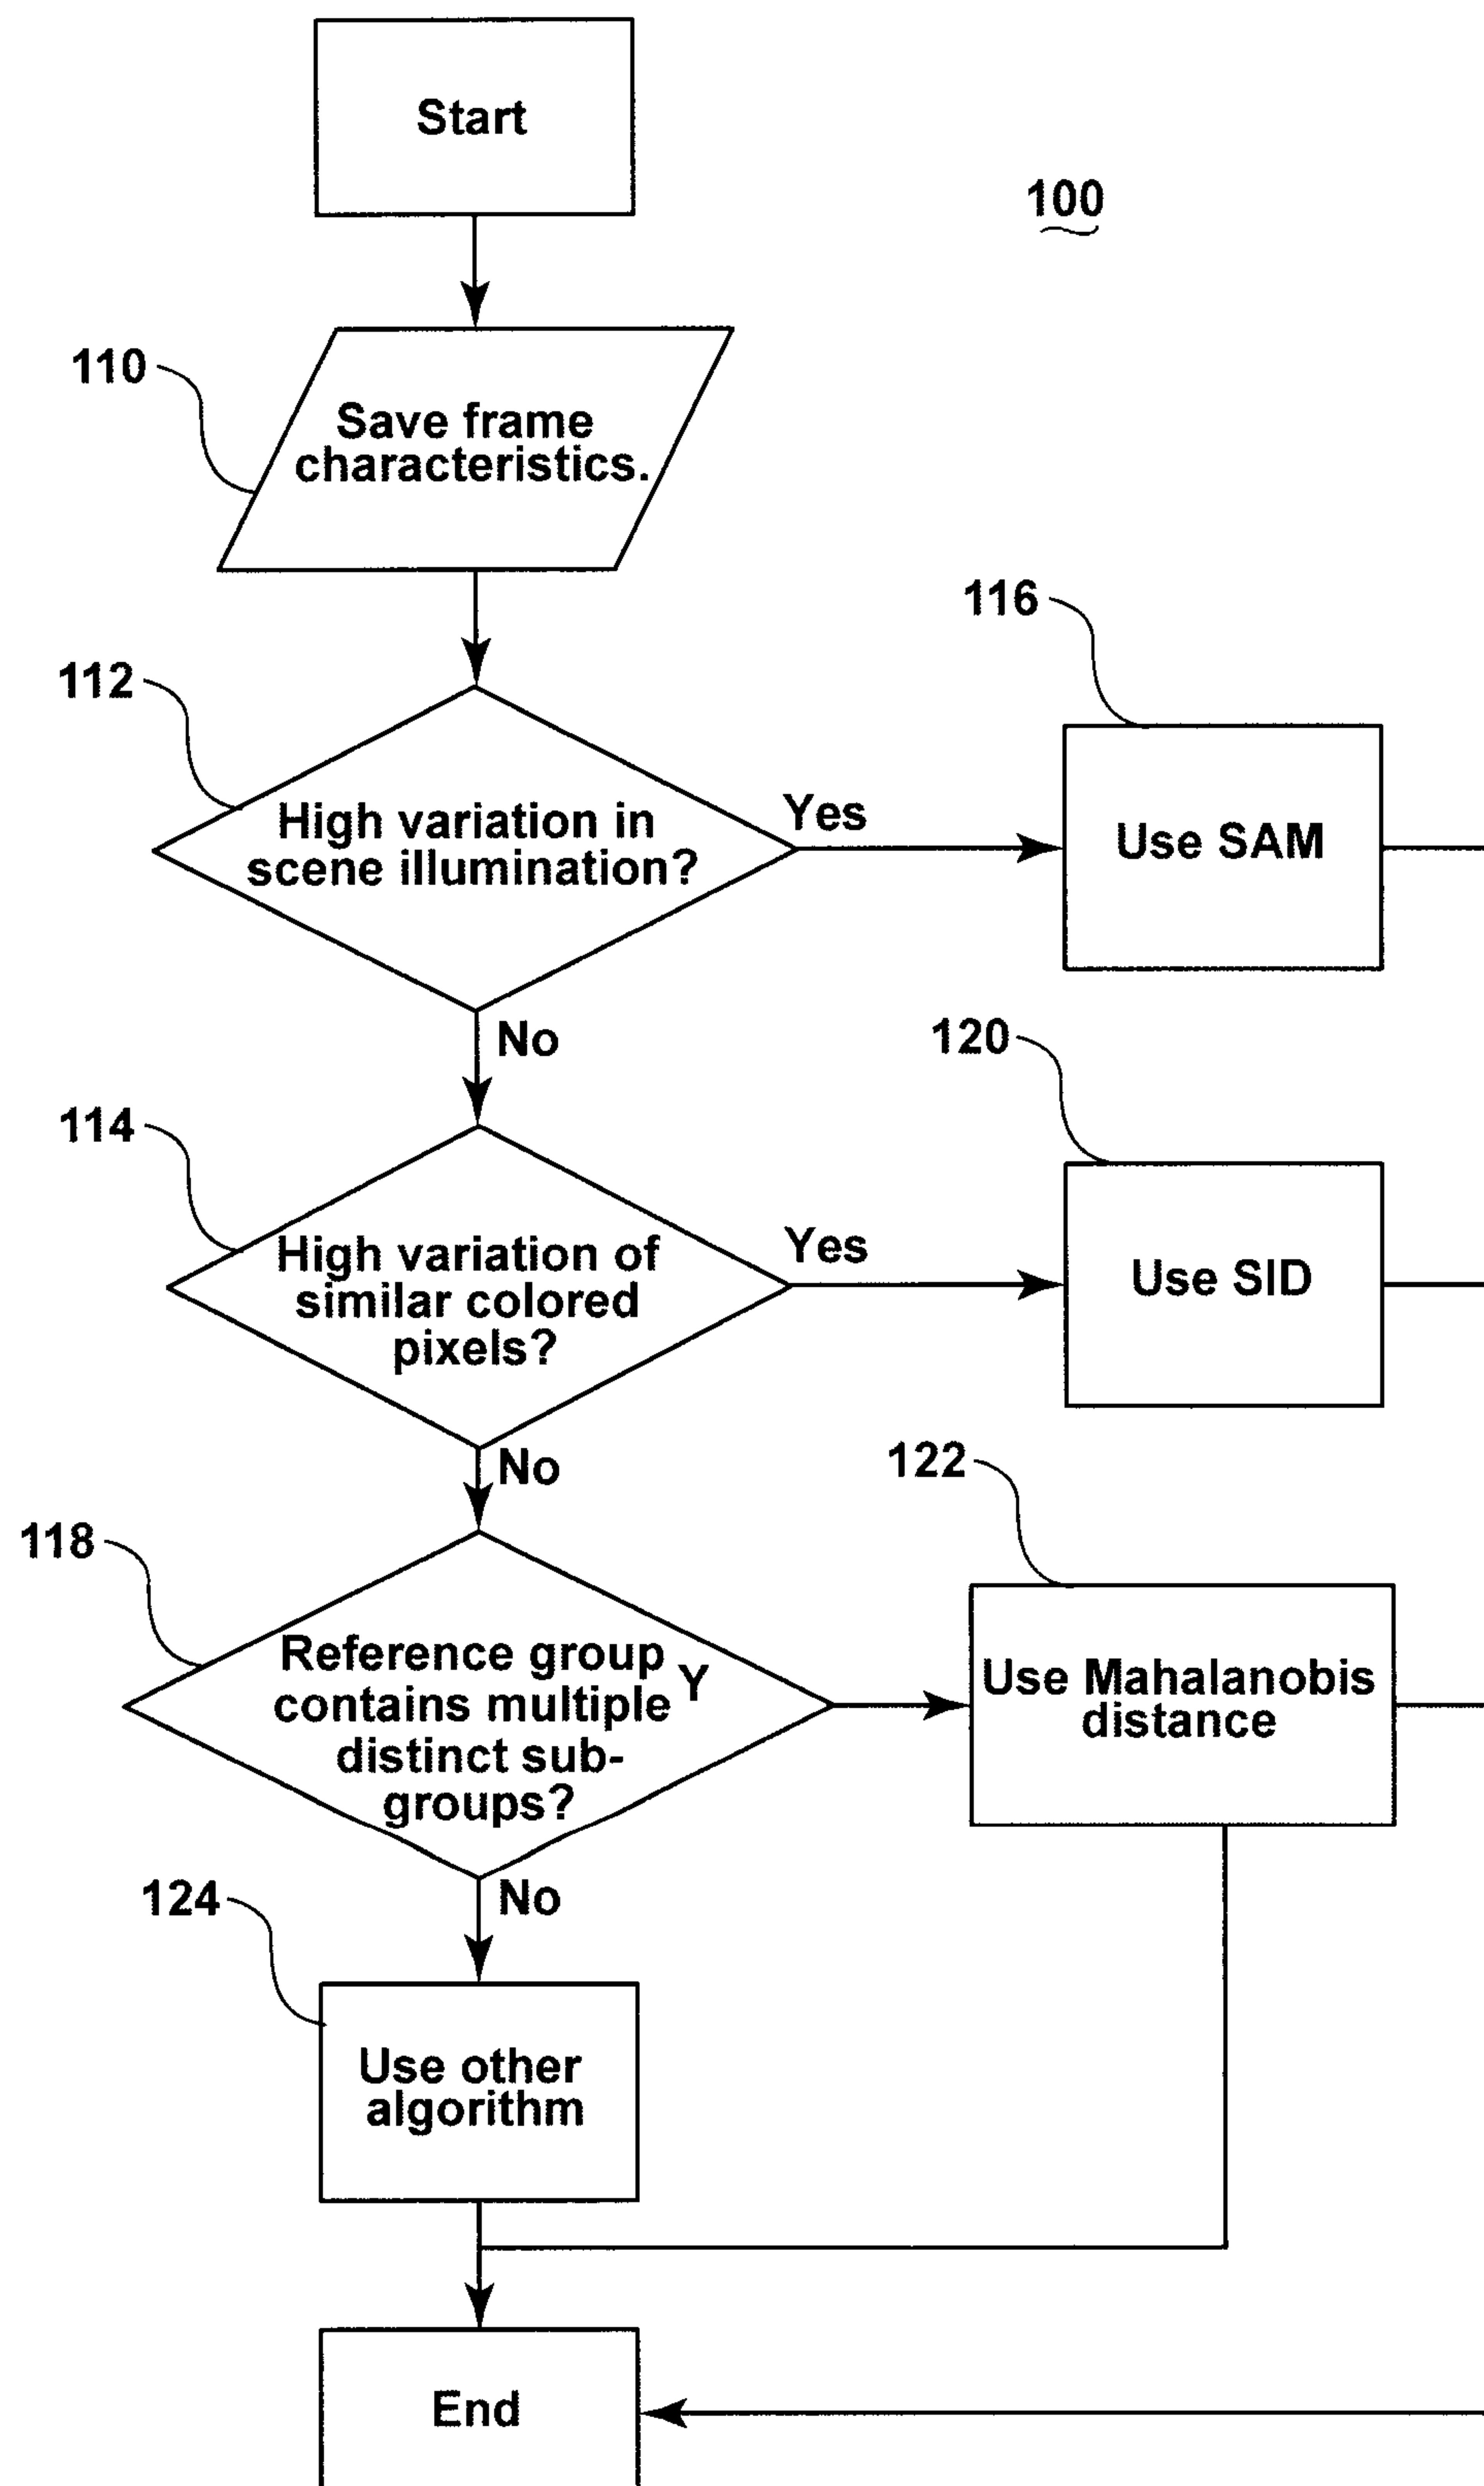 Start
100
110
Save frame
characteristics.
116
112
High variation in
scene illumination?
Yes
Use SAM
No
120
114
High variation of
similar colored
pixels?
Yes
Use SID
No
122
118
Reference group
contains multiple
distinct sub-
groups?
Y
Use Mahalanobis
distance
No
124
Use other
algorithm
End